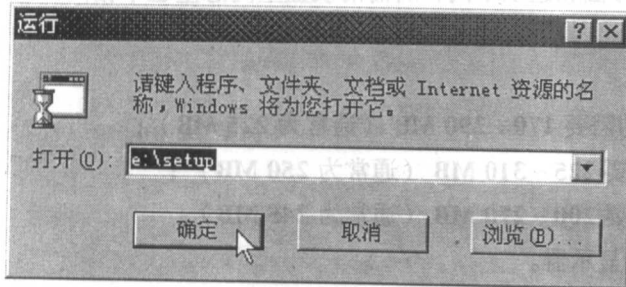 运行
请键入程序、文件夹、文档或 Internet 资源的名
称，Windows 将为您打开它。
打开(O)：
e:\setup
确定
取消
浏览(B)...